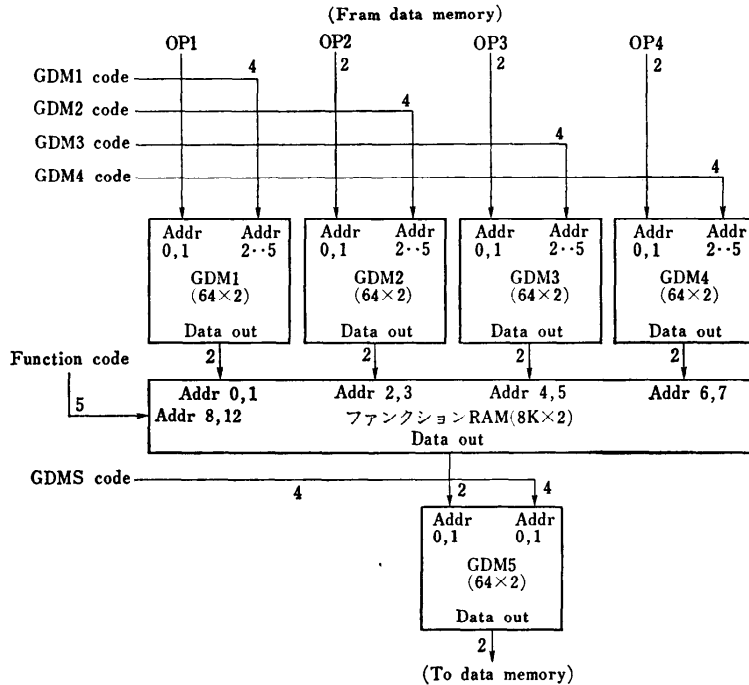 (Fram data memory)
OP1 OP2 OP3 OP4
4 2 2 2
GDM1 code
GDM2 code 4
GDM3 code 4
GDM4 code 4
Addr Addr Addr Addr Addr Addr Addr Addr
0,1 2··5 0,1 2··5 0,1 2··5 0,1 2··5
GDM1 GDM2 GDM3 GDM4
(64×2) (64×2) (64×2) (64×2)
Data out Data out Data out Data out
Function code 2 2 2 2
5 Addr 0,1 Addr 2,3 Addr 4,5 Addr 6,7
Addr 8,12 ファンクションRAM(8K×2)
Data out
GDMS code 4 2 4
Addr Addr
0,1 0,1
GDM5
(64×2)
Data out
2
(To data memory)